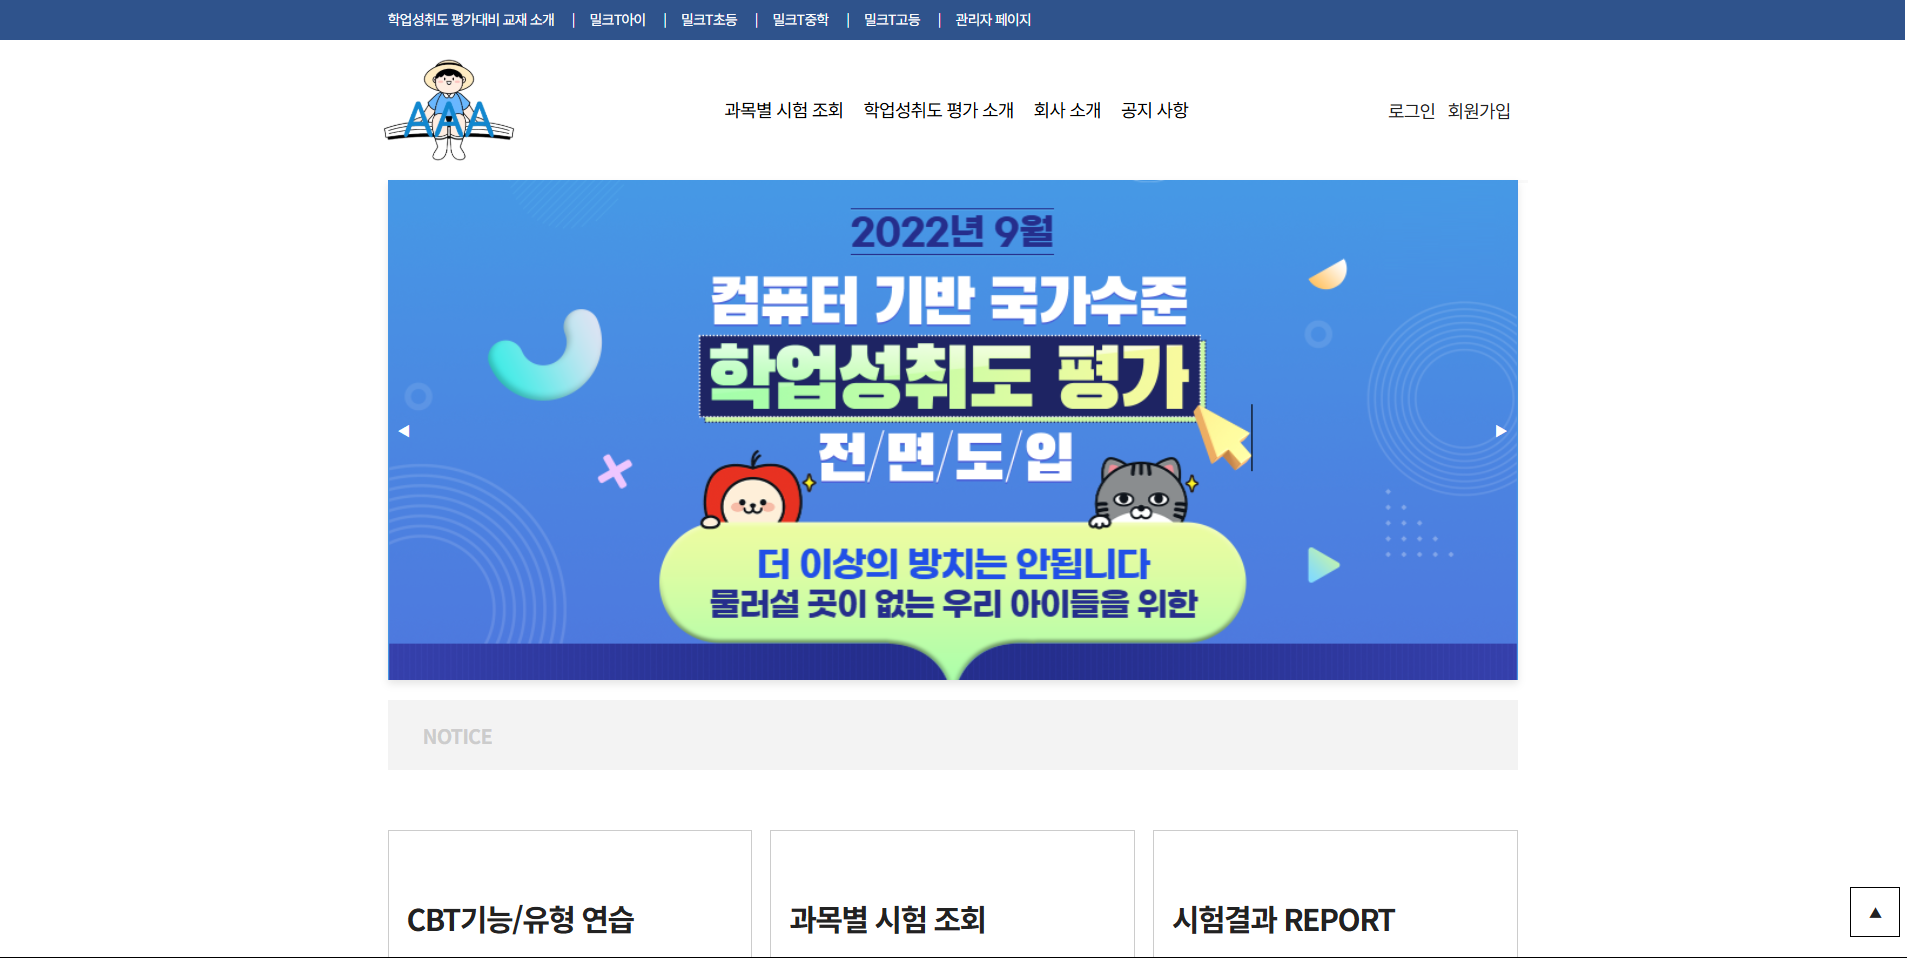 학업성취도 평가대비 교재 소개 | 밀크T아이 | 밀크T초등 | 밀크T중학 | 밀크T고등 | 관리자 페이지
AAA
과목별 시험 조회 학업성취도 평가 소개 회사 소개 공지 사항
로그인 회원가입
2022년 9월
컴퓨터 기반 국가수준
학업성취도 평가
전/면/도/입
더 이상의 방치는 안됩니다
물러설 곳이 없는 우리 아이들을 위한
NOTICE
CBT기능/유형 연습
과목별 시험 조회
시험결과 REPORT